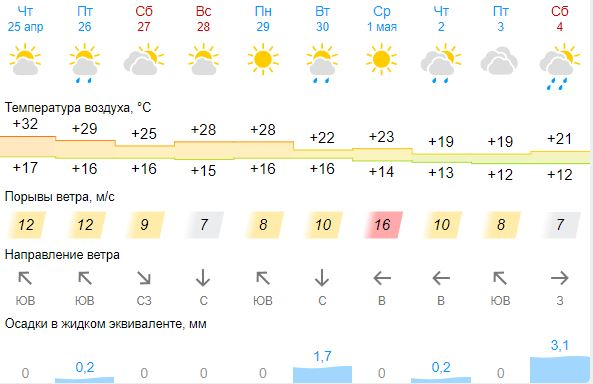 Чт Пт Сб Вс Пн Вт Ср Чт Пт Сб
25 апр 26 27 28 29 30 1 мая 2 3 4
Температура воздуха, °C
+32 +29 +25 +28 +28 +22 +23 +19 +19 +21
+17 +16 +16 +15 +16 +16 +14 +13 +12 +12
Порывы ветра, м/с
12 12 9 7 8 10 16 10 8 7
Направление ветра
ЮВ ЮВ СЗ С ЮВ С В В ЮВ З
Осадки в жидком эквиваленте, мм
0 0,2 0 0 0 1,7 0 0,2 0 3,1